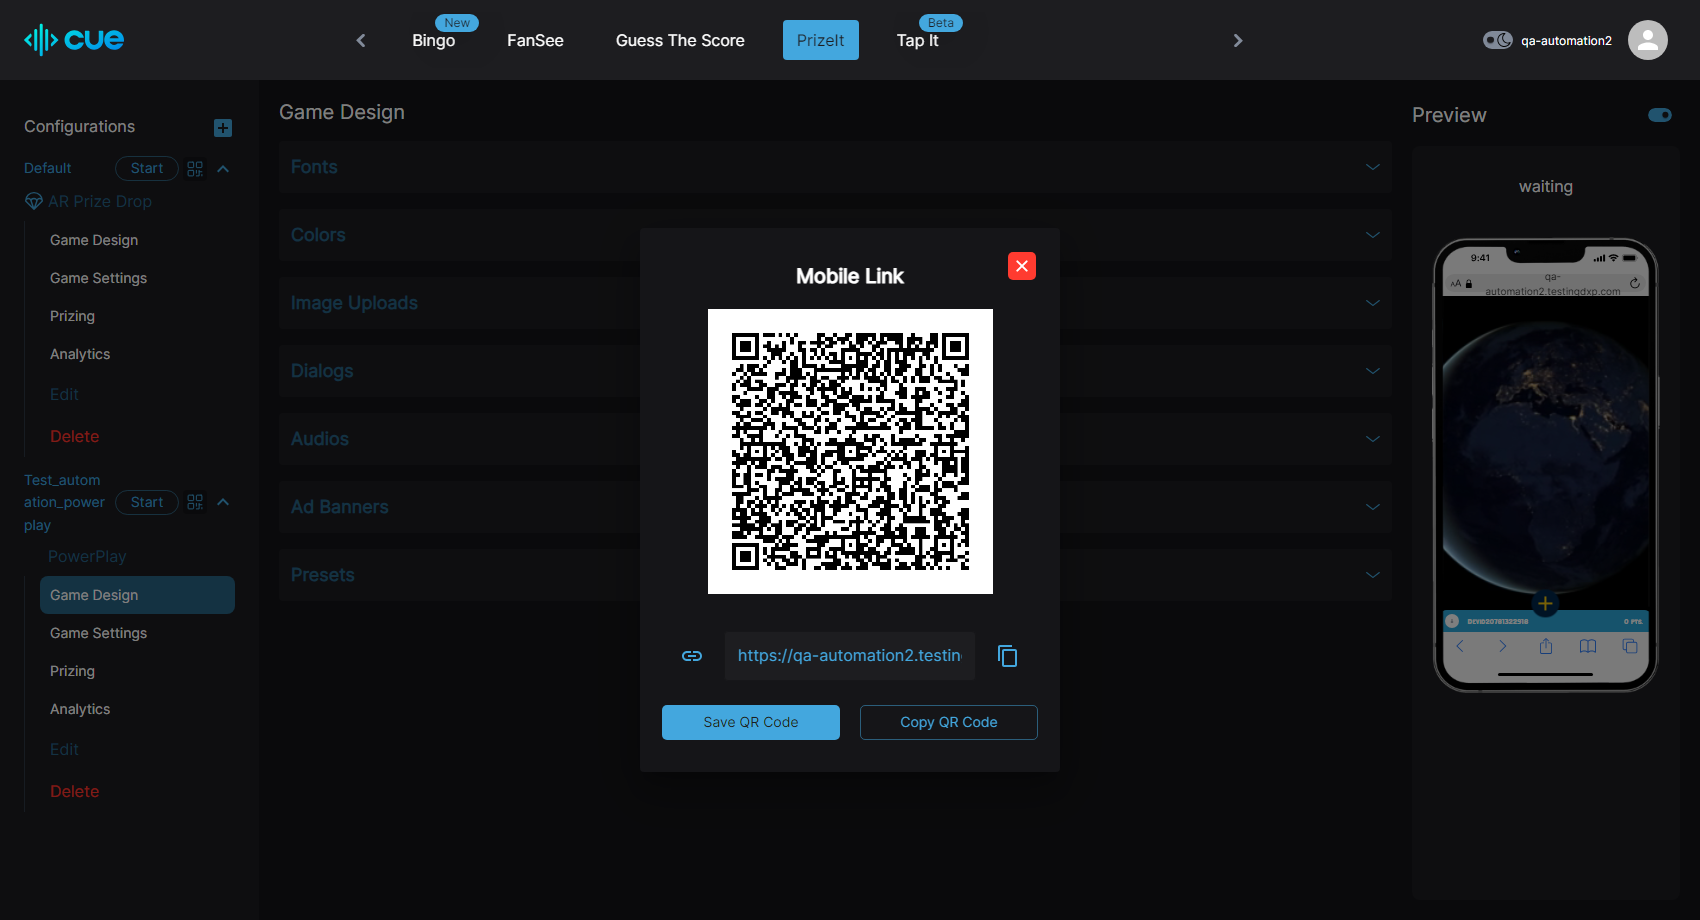 cue
Bingo
New
FanSee
Guess The Score
PrizeIt
Tap It
Beta
qa-automation2
Configurations
Default
Start
AR Prize Drop
Game Design
Game Settings
Prizing
Analytics
Edit
Delete
Test_autom
ation_power
play
Start
PowerPlay
Game Design
Game Settings
Prizing
Analytics
Edit
Delete
Game Design
Fonts
Colors
Image Uploads
Dialogs
Audios
Ad Banners
Presets
Mobile Link
https://qa-automation2.testin
Save QR Code
Copy QR Code
Preview
waiting
9:41
AA
qa-
automation2.testingdxp.com
0 PTS.